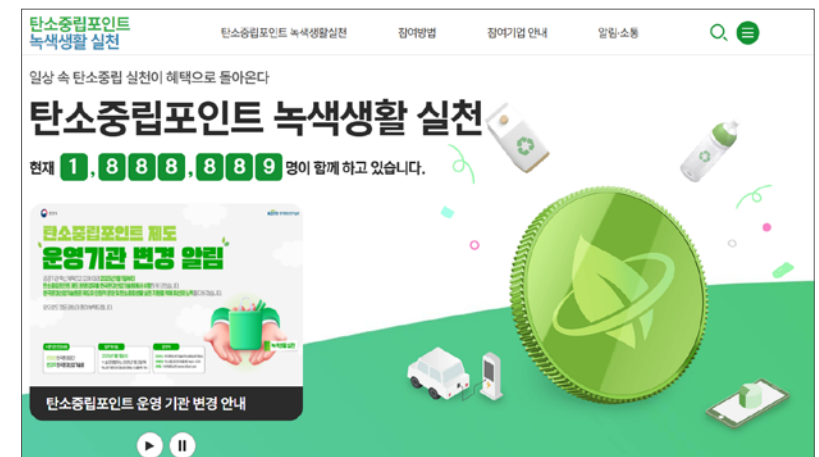 탄소중립포인트
녹색생활 실천
탄소중립포인트 녹색생활실천 참여방법 참여기업 안내 알림·소통
일상 속 탄소중립 실천이 혜택으로 돌아온다
탄소중립포인트 녹색생활 실천
현재 1,888,889 명이 함께 하고 있습니다.
탄소중립포인트 제도
운영기관 변경 알림
녹색생활 실천
탄소중립포인트 운영 기관 변경 안내